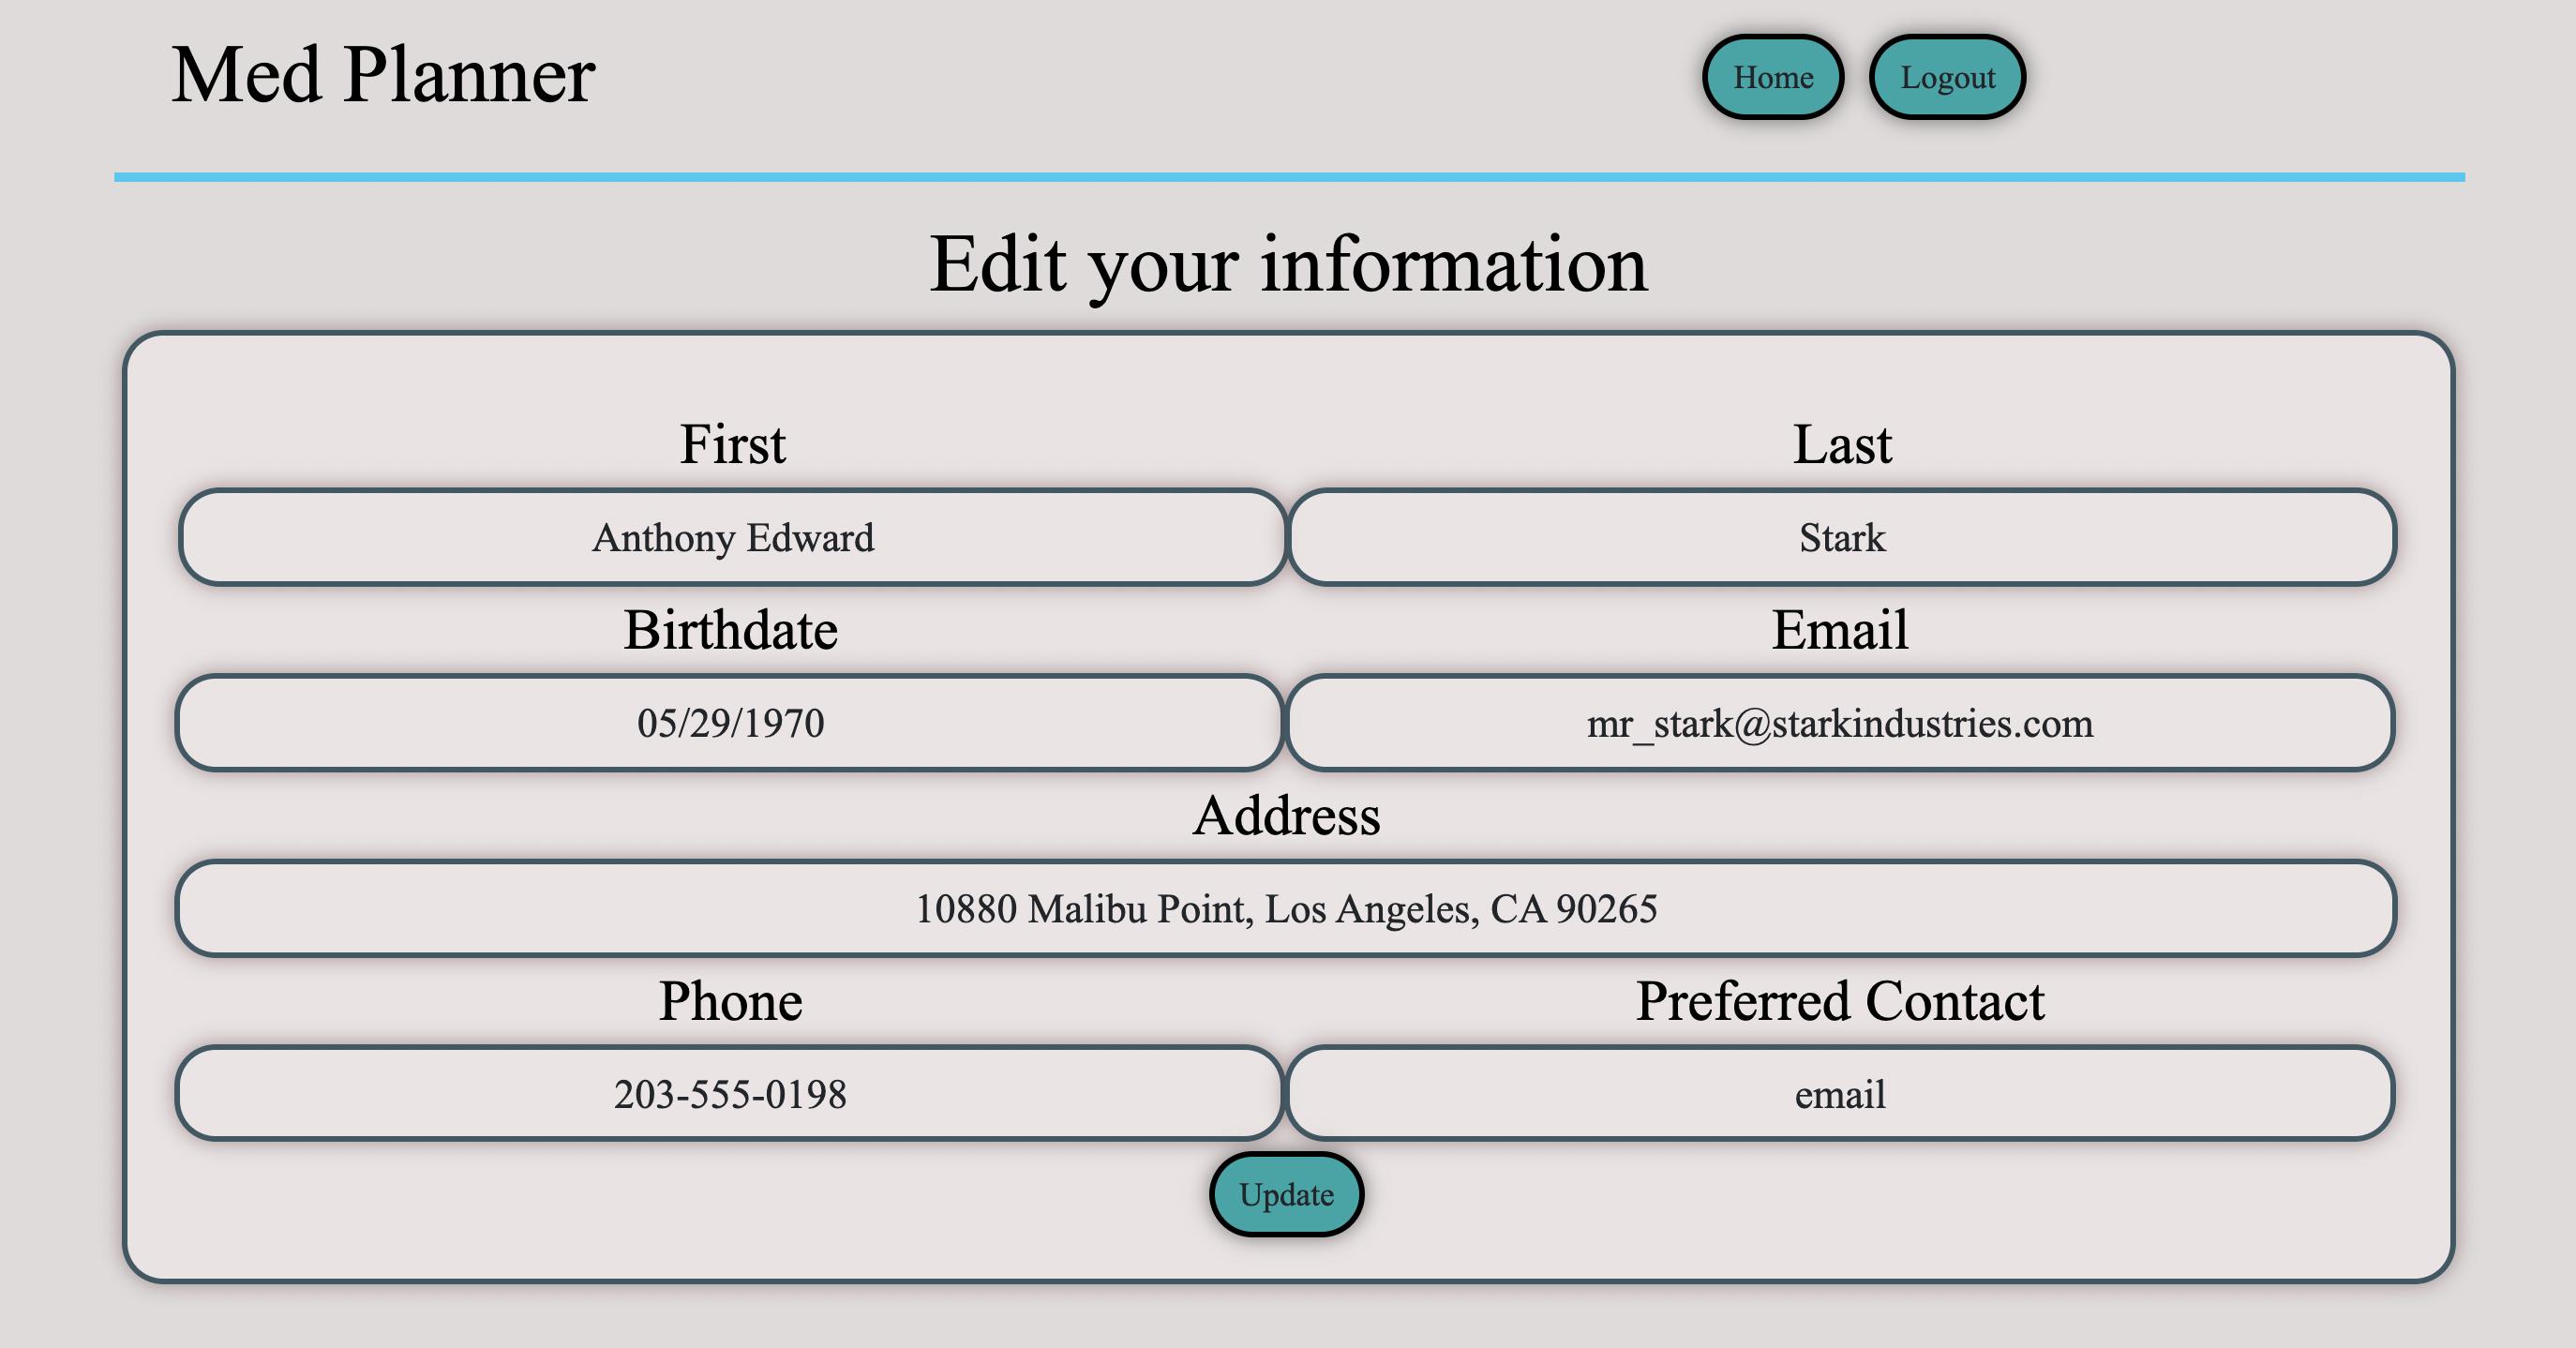 Med Planner
Home Logout
Edit your information
First Last
Anthony Edward Stark
Birthdate Email
05/29/1970 mr_stark@starkindustries.com
Address
10880 Malibu Point, Los Angeles, CA 90265
Phone Preferred Contact
203-555-0198 email
Update